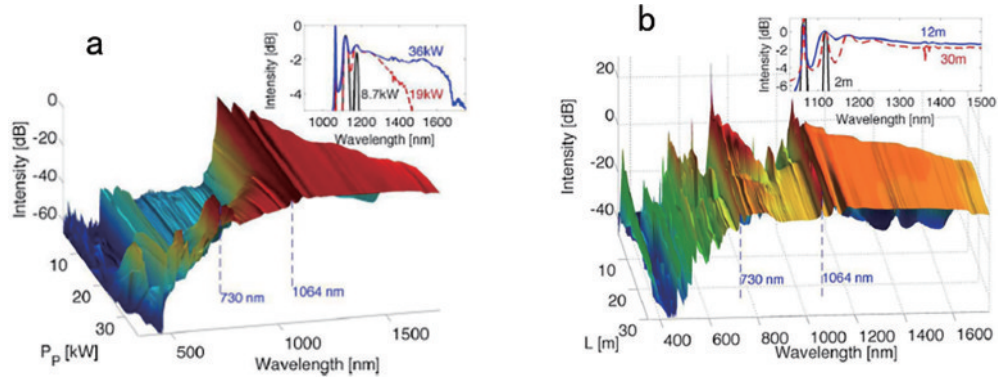 a
Intensity [dB]
0
-2
-4
36kW
8.7kW
19kW
1000 1200 1400 1600
Wavelength [nm]
Intensity [dB]
0
-20
-40
-60
10
20
30
P_P [kW]
730 nm
1064 nm
500 1000 1500
Wavelength [nm]
b
Intensity [dB]
0
-2
-4
-6
12m
30m
2m
1100 1200 1300 1400 1500
Wavelength [nm]
Intensity [dB]
20
0
-20
-40
10
20
30
L [m]
730 nm
1064 nm
400 600 800 1000 1200 1400 1600
Wavelength [nm]